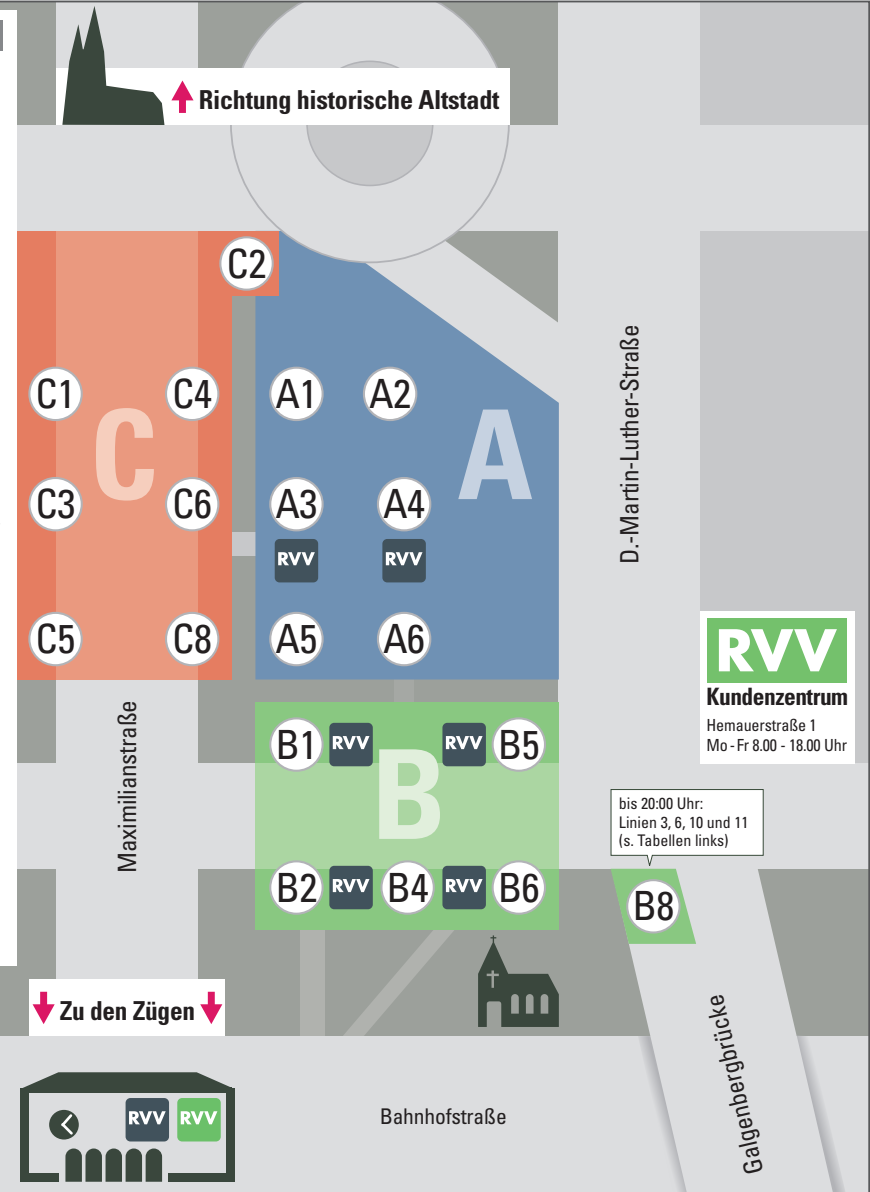 Richtung historische Altstadt
C2
C1
C4
A1
A2
C
A
D.-Martin-Luther-Straße
C3
C6
A3
A4
RVV
RVV
C5
C8
A5
A6
RVV
Kundenzentrum
Hemauerstraße 1
Mo - Fr 8.00 - 18.00 Uhr
Maximilianstraße
B1
RVV
RVV
B5
B
bis 20:00 Uhr:
Linien 3, 6, 10 und 11
(s. Tabellen links)
B2
RVV
B4
RVV
B6
B8
Zu den Zügen
Galgenbergbrücke
RVV
RVV
Bahnhofstraße